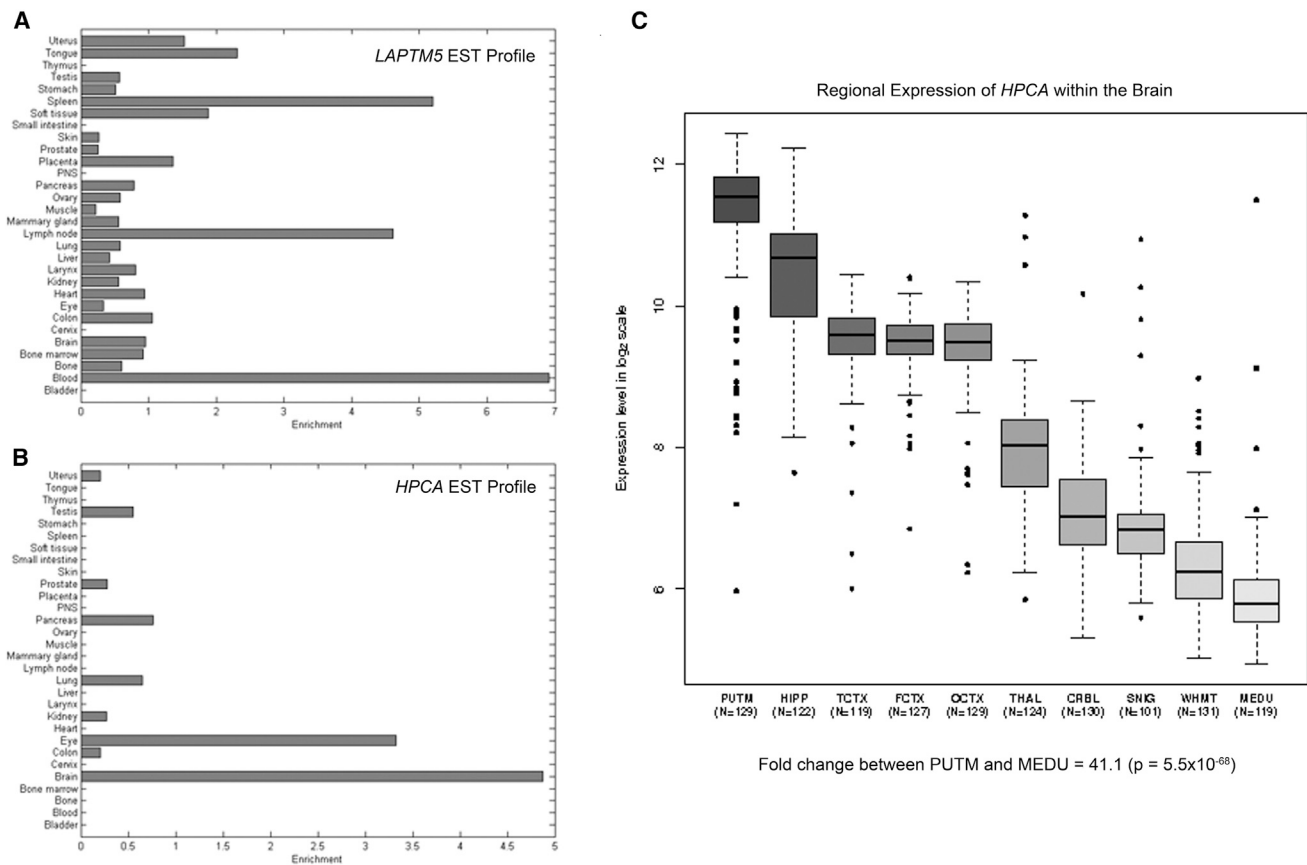 A
LAPTM5 EST Profile
Uterus
Tongue
Thymus
Testis
Stomach
Spleen
Soft tissue
Small intestine
Skin
Prostate
Placenta
PNS
Pancreas
Ovary
Muscle
Mammary gland
Lymph node
Lung
Liver
Larynx
Kidney
Heart
Eye
Colon
Cervix
Brain
Bone marrow
Bone
Blood
Bladder
0 1 2 3 4 5 6 7
Enrichment
B
HPCA EST Profile
Uterus
Tongue
Thymus
Testis
Stomach
Spleen
Soft tissue
Small intestine
Skin
Prostate
Placenta
PNS
Pancreas
Ovary
Muscle
Mammary gland
Lymph node
Lung
Liver
Larynx
Kidney
Heart
Eye
Colon
Cervix
Brain
Bone marrow
Bone
Blood
Bladder
0 0.5 1 1.5 2 2.5 3 3.5 4 4.5 5
Enrichment
C
Regional Expression of HPCA within the Brain
Expression level in log2 scale
12
10
8
6
PUTM HIPP TCTX FCTX OCTX THAL CRBL SNIG WHMT MEDU
(N=129) (N=122) (N=119) (N=127) (N=129) (N=124) (N=130) (N=101) (N=131) (N=119)
Fold change between PUTM and MEDU = 41.1 (p = 5.5x10⁻⁶⁸)